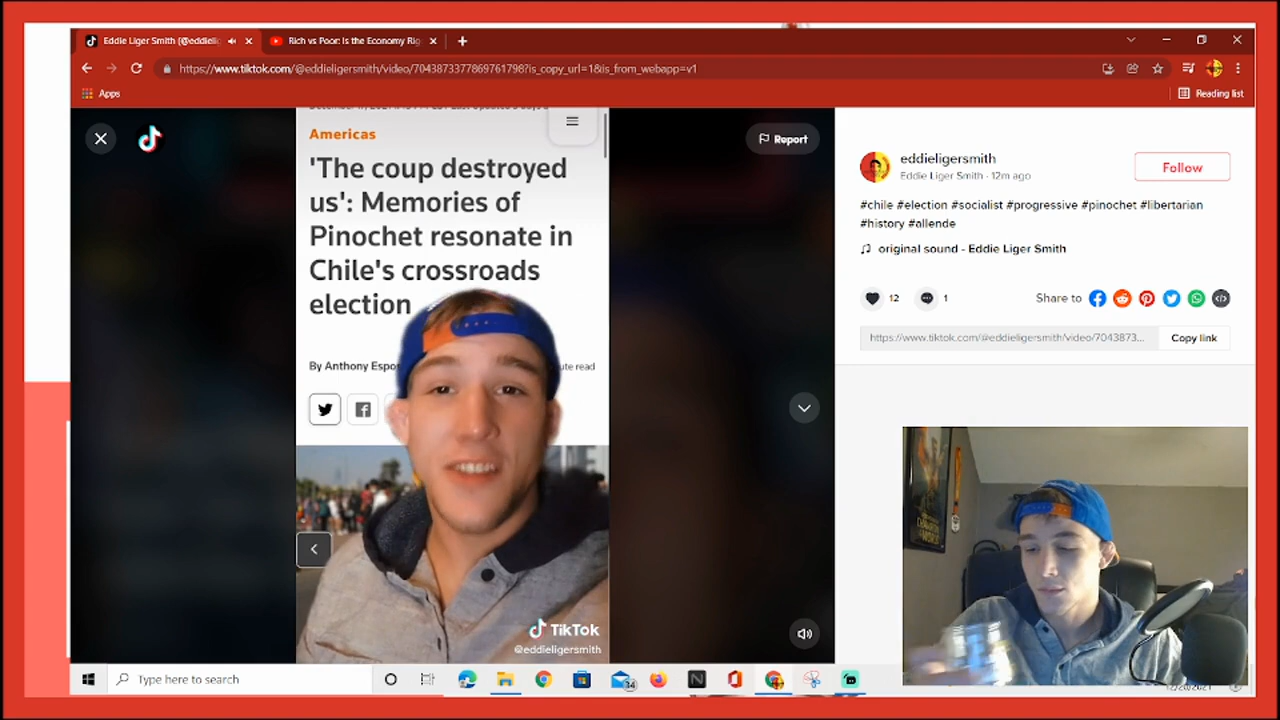 Eddie Liger Smith (@eddielig
Rich vs Poor: Is the Economy Rig
https://www.tiktok.com/@eddieligersmith/video/7043873377869761798?is_copy_url=1&is_from_webapp=v1
Apps
Reading list
Americas
'The coup destroyed
us': Memories of
Pinochet resonate in
Chile's crossroads
election
By Anthony Espo
ute read
TikTok
@eddieligersmith
Report
eddieligersmith
Eddie Liger Smith · 12m ago
Follow
#chile #election #socialist #progressive #pinochet #libertarian
#history #allende
original sound - Eddie Liger Smith
12
1
Share to
https://www.tiktok.com/@eddieligersmith/video/7043873...
Copy link
Type here to search
34